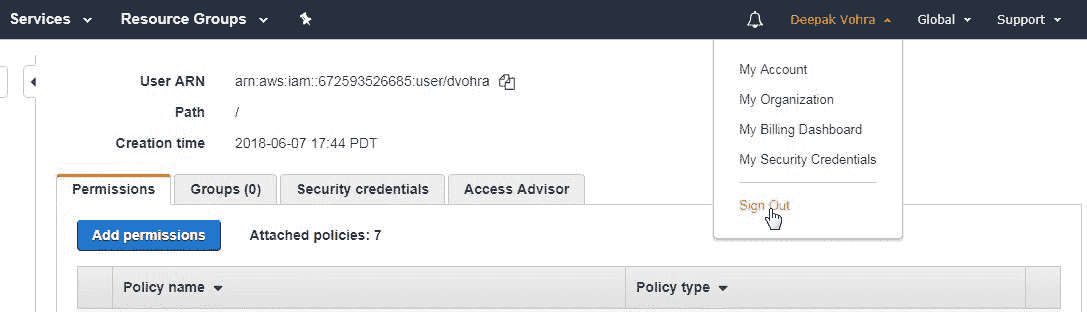 Services Resource Groups Deepak Vohra Global Support
My Account
My Organization
My Billing Dashboard
My Security Credentials
Sign Out
User ARN arn:aws:iam::672593526685:user/dvohra
Path /
Creation time 2018-06-07 17:44 PDT
Permissions Groups (0) Security credentials Access Advisor
Add permissions Attached policies: 7
Policy name Policy type